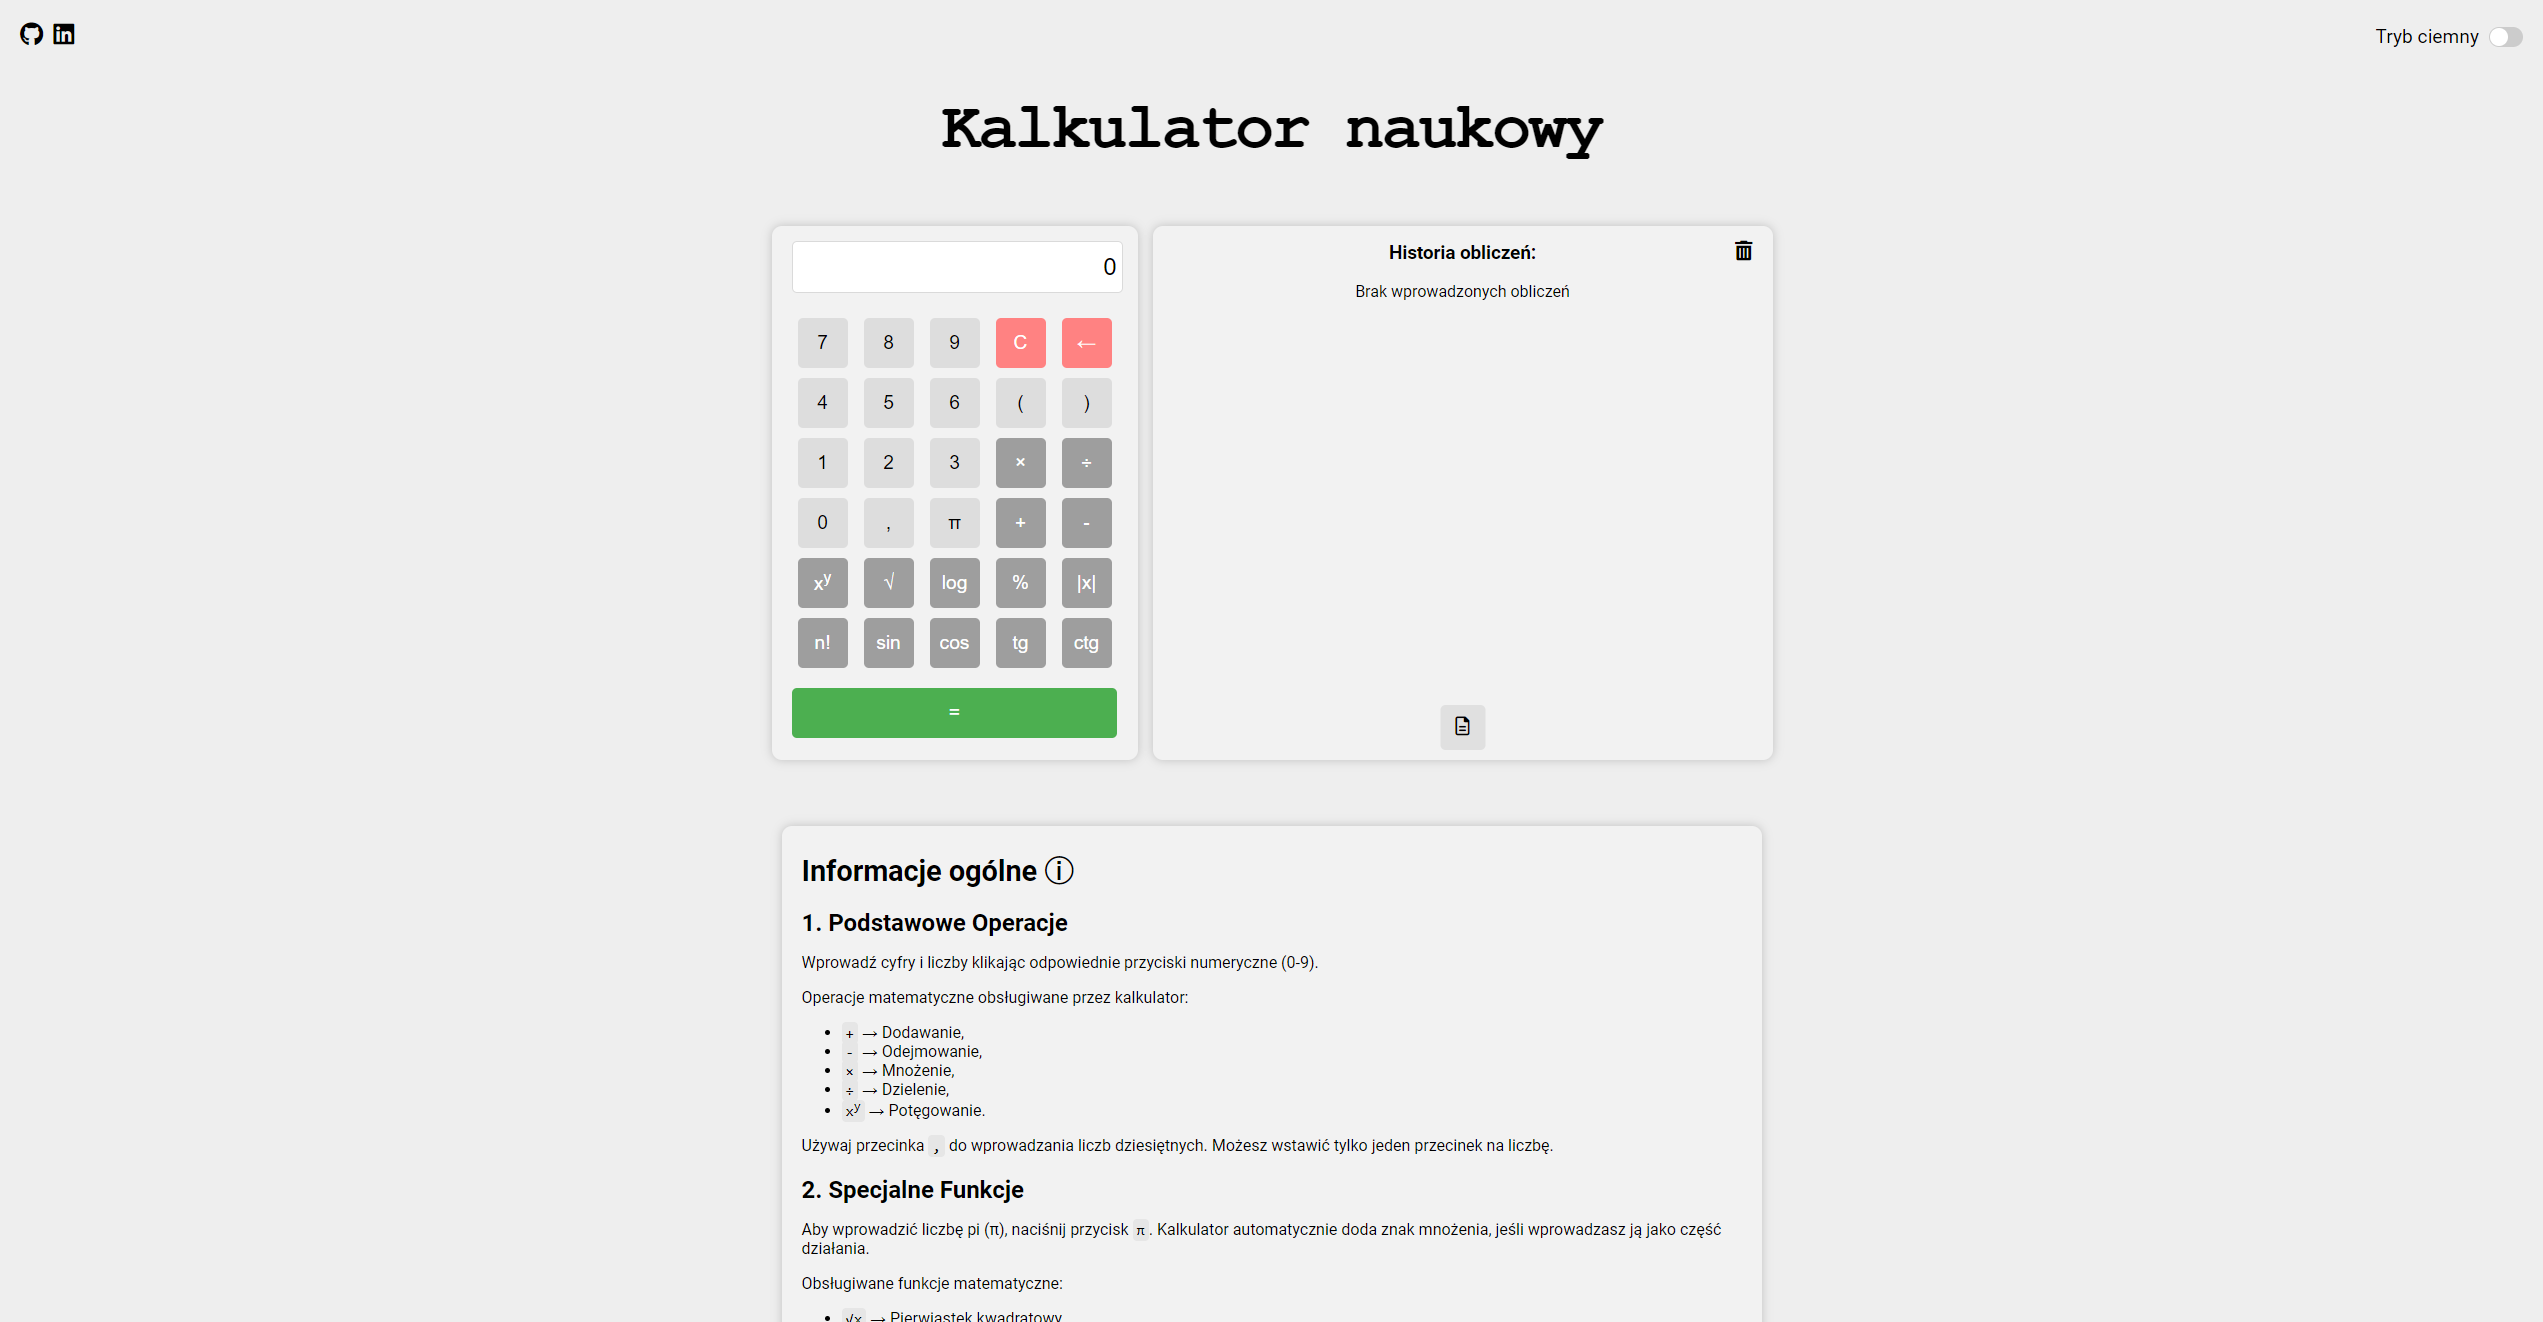 Tryb ciemny
Kalkulator naukowy
0
7 8 9 C ←
4 5 6 ( )
1 2 3 × ÷
0 , π + -
xʸ √ log % |x|
n! sin cos tg ctg
=
Historia obliczeń:
Brak wprowadzonych obliczeń
Informacje ogólne ⓘ
1. Podstawowe Operacje
Wprowadź cyfry i liczby klikając odpowiednie przyciski numeryczne (0-9).
Operacje matematyczne obsługiwane przez kalkulator:
• + → Dodawanie,
• - → Odejmowanie,
• × → Mnożenie,
• ÷ → Dzielenie,
• xʸ → Potęgowanie.
Używaj przecinka , do wprowadzania liczb dziesiętnych. Możesz wstawić tylko jeden przecinek na liczbę.
2. Specjalne Funkcje
Aby wprowadzić liczbę pi (π), naciśnij przycisk π. Kalkulator automatycznie doda znak mnożenia, jeśli wprowadzasz ją jako część
działania.
Obsługiwane funkcje matematyczne:
• √x → Pierwiastek kwadratowy